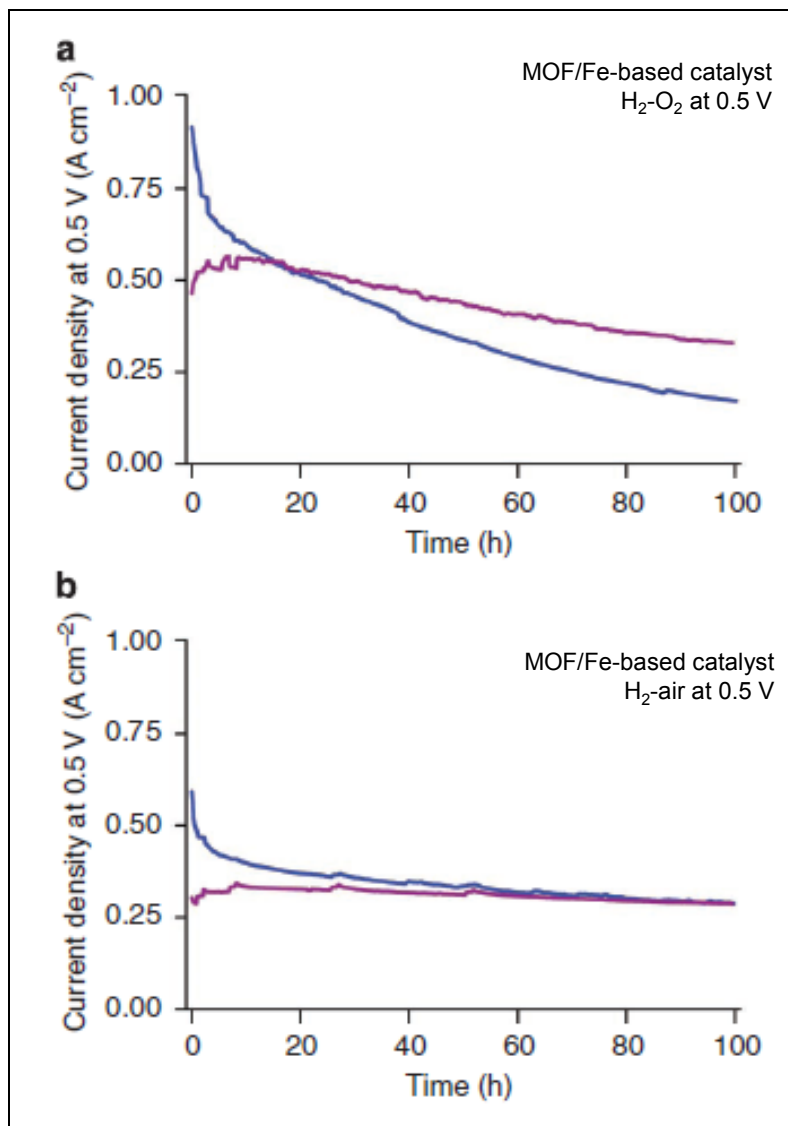 a
MOF/Fe-based catalyst
H₂-O₂ at 0.5 V
Current density at 0.5 V (A cm⁻²)
1.00
0.75
0.50
0.25
0.00
0 20 40 60 80 100
Time (h)
b
MOF/Fe-based catalyst
H₂-air at 0.5 V
Current density at 0.5 V (A cm⁻²)
1.00
0.75
0.50
0.25
0.00
0 20 40 60 80 100
Time (h)